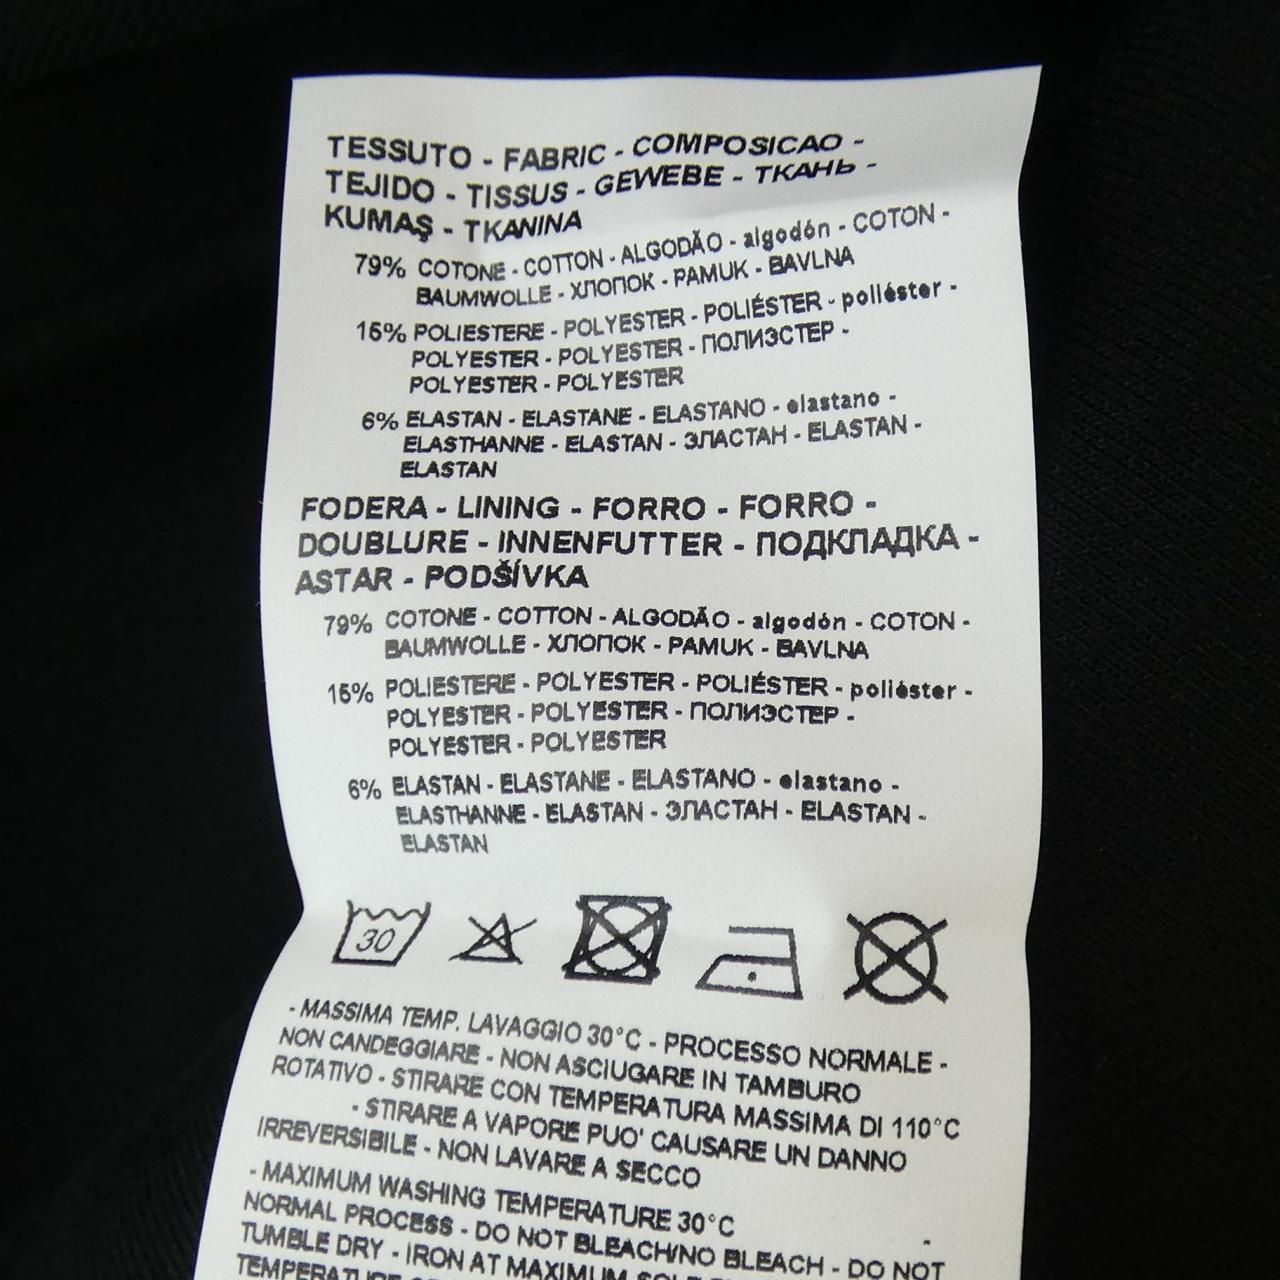 TESSUTO - FABRIC - COMPOSICAO -
TEJIDO - TISSUS - GEWEBE - ТКАНЬ -
KUMAŞ - TKANINA
79% COTONE - COTTON - ALGODÃO - algodón - COTON -
BAUMWOLLE - ХЛОПОК - PAMUK - BAVLNA
15% POLIESTERE - POLYESTER - POLIÉSTER - poliéster -
POLYESTER - POLYESTER - ПОЛИЭСТЕР -
POLYESTER - POLYESTER
6% ELASTAN - ELASTANE - ELASTANO - elastano -
ELASTHANNE - ELASTAN - ЭЛАСТАН - ELASTAN -
ELASTAN
FODERA - LINING - FORRO - FORRO -
DOUBLURE - INNENFUTTER - ПОДКЛАДКА -
ASTAR - PODŠÍVKA
79% COTONE - COTTON - ALGODÃO - algodón - COTON -
BAUMWOLLE - ХЛОПОК - PAMUK - BAVLNA
15% POLIESTERE - POLYESTER - POLIÉSTER - poliéster -
POLYESTER - POLYESTER - ПОЛИЭСТЕР -
POLYESTER - POLYESTER
6% ELASTAN - ELASTANE - ELASTANO - elastano -
ELASTHANNE - ELASTAN - ЭЛАСТАН - ELASTAN -
ELASTAN
30
- MASSIMA TEMP. LAVAGGIO 30°C - PROCESSO NORMALE -
NON CANDEGGIARE - NON ASCIUGARE IN TAMBURO
ROTATIVO - STIRARE CON TEMPERATURA MASSIMA DI 110°C
- STIRARE A VAPORE PUO' CAUSARE UN DANNO
IRREVERSIBILE - NON LAVARE A SECCO
- MAXIMUM WASHING TEMPERATURE 30°C -
NORMAL PROCESS - DO NOT BLEACH/NO BLEACH - DO NOT
TUMBLE DRY - IRON AT MAXIMUM